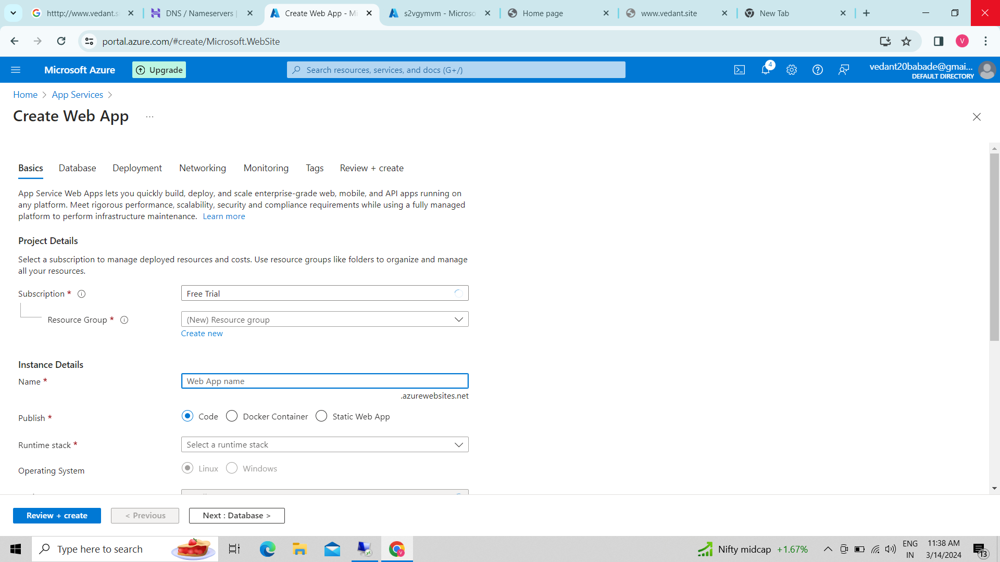 htttp://www.vedant.s
DNS / Nameservers |
Create Web App - Mi
s2vgymvm - Microso
Home page
www.vedant.site
New Tab
portal.azure.com/#create/Microsoft.WebSite
V
Microsoft Azure
Upgrade
Search resources, services, and docs (G+/)
4
vedant20babade@gmai...
DEFAULT DIRECTORY
Home > App Services >
Create Web App ...
Basics Database Deployment Networking Monitoring Tags Review + create
App Service Web Apps lets you quickly build, deploy, and scale enterprise-grade web, mobile, and API apps running on
any platform. Meet rigorous performance, scalability, security and compliance requirements while using a fully managed
platform to perform infrastructure maintenance. Learn more
Project Details
Select a subscription to manage deployed resources and costs. Use resource groups like folders to organize and manage
all your resources.
Subscription *
Free Trial
Resource Group *
(New) Resource group
Create new
Instance Details
Name *
Web App name
.azurewebsites.net
Publish *
Code Docker Container Static Web App
Runtime stack *
Select a runtime stack
Operating System
Linux Windows
Review + create
< Previous
Next : Database >
Type here to search
Nifty midcap +1.67%
ENG
IN
11:38 AM
3/14/2024
13